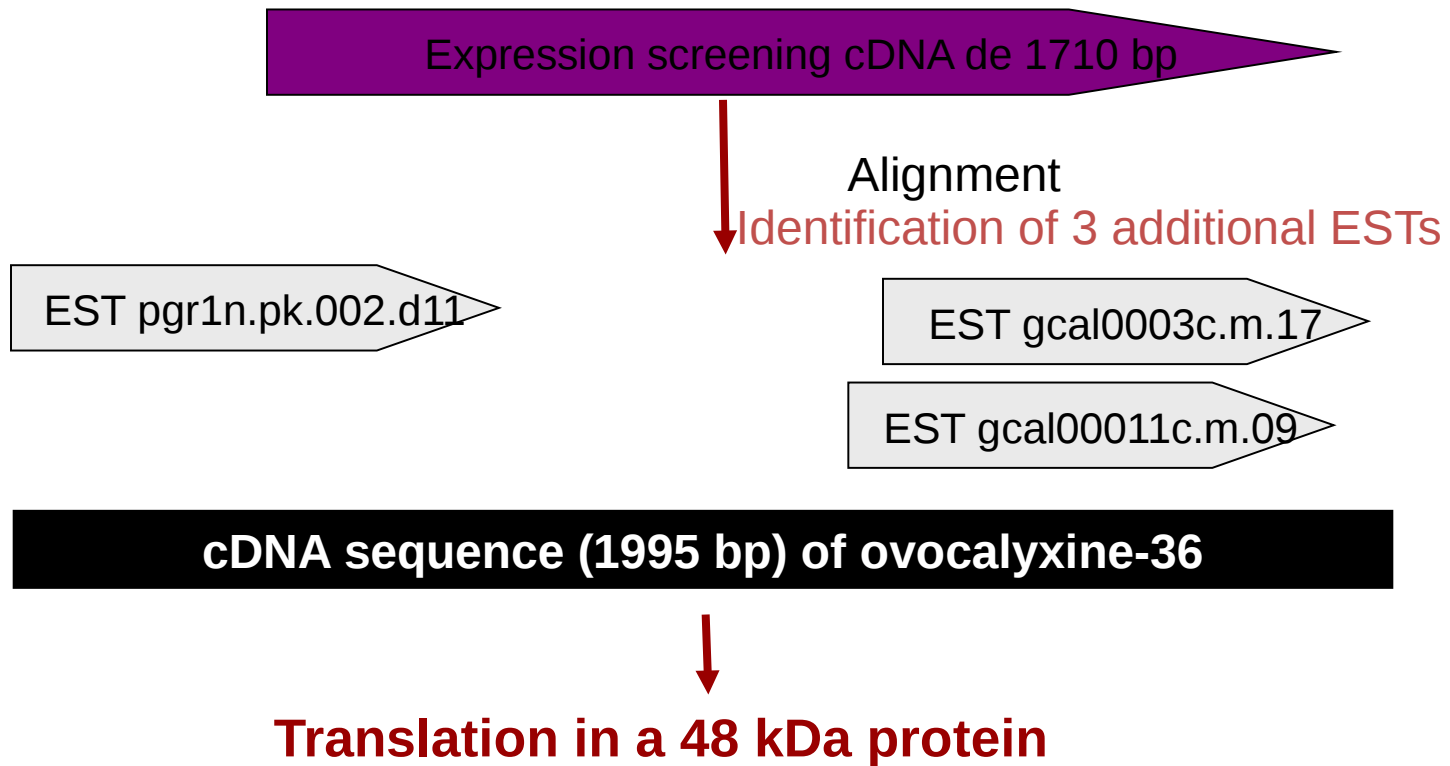 Expression screening cDNA de 1710 bp
Alignment
Identification of 3 additional ESTs
EST pgr1n.pk.002.d11
EST gcal0003c.m.17
EST gcal00011c.m.09
cDNA sequence (1995 bp) of ovocalyxine-36
Translation in a 48 kDa protein